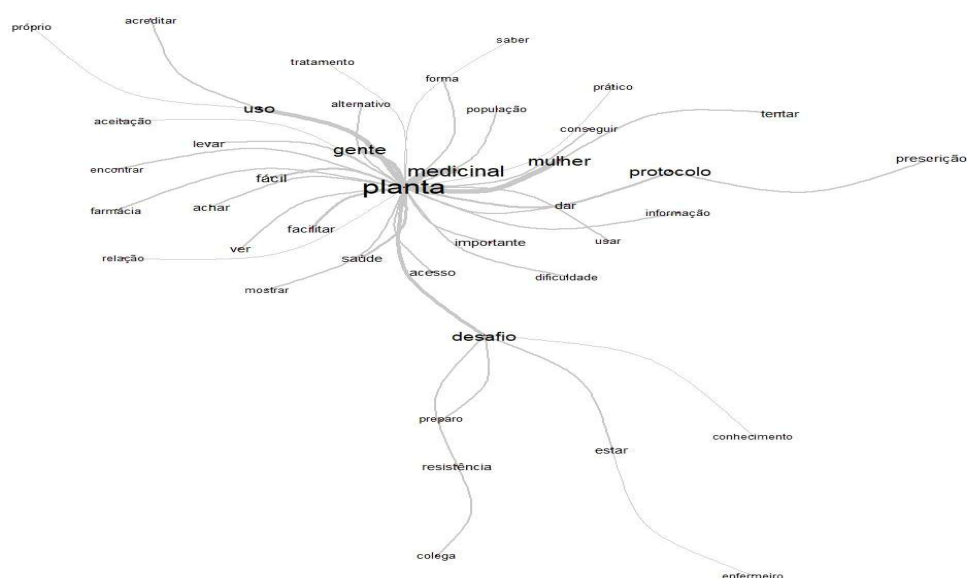 acreditar
próprio
saber
tratamento
forma
prático
alternativo
uso
população
tentar
aceitação
conseguir
levar
gente
mulher
prescrição
encontrar
medicinal
protocolo
fácil
planta
farmácia
achar
dar
informação
facilitar
ver
importante
usar
relação
saúde
acesso
dificuldade
mostrar
desafio
preparo
conhecimento
estar
resistência
colega
enfermeiro